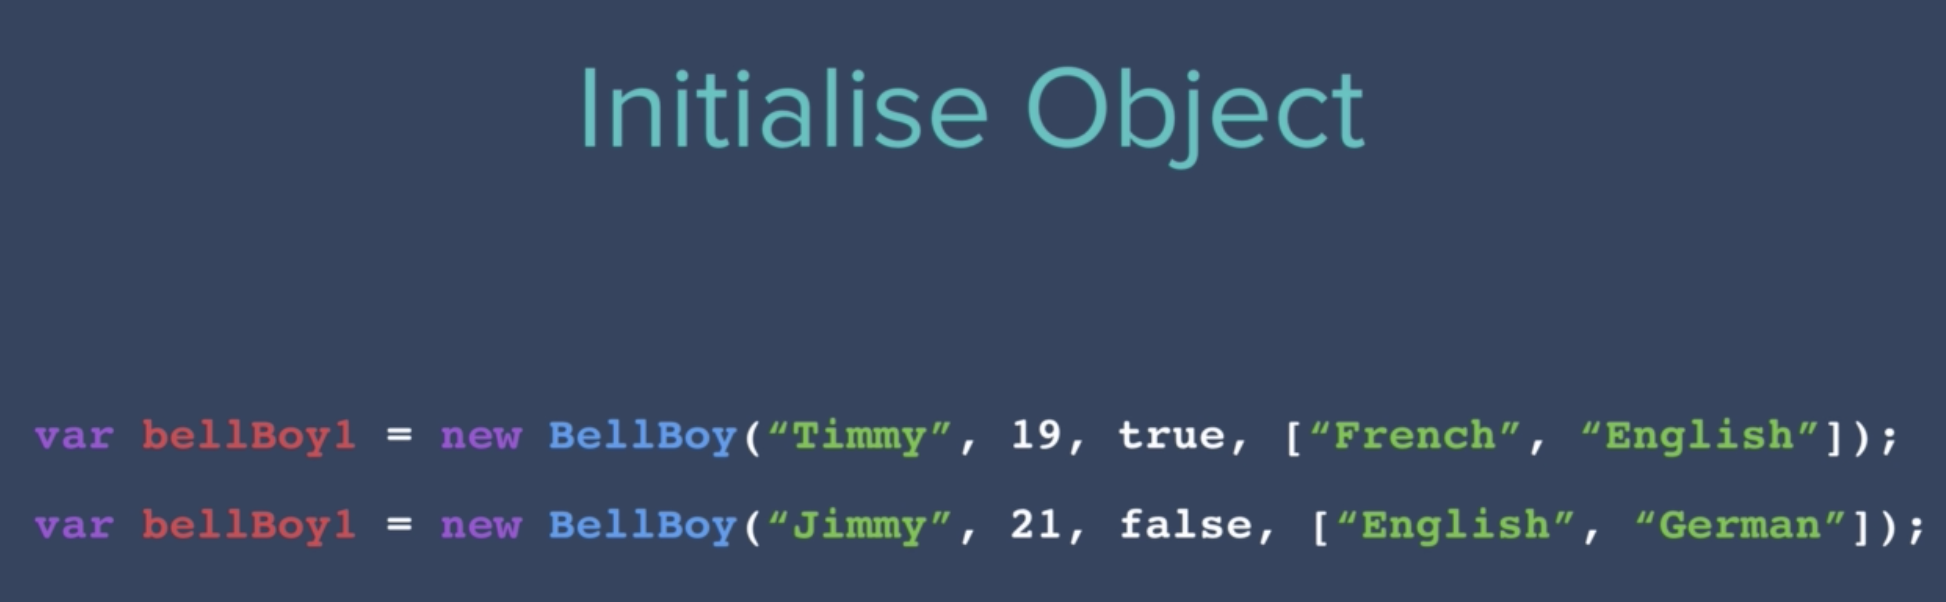 Initialise Object
var bellBoy1 = new BellBoy(“Timmy”, 19, true, [“French”, “English”]);
var bellBoy1 = new BellBoy(“Jimmy”, 21, false, [“English”, “German”]);